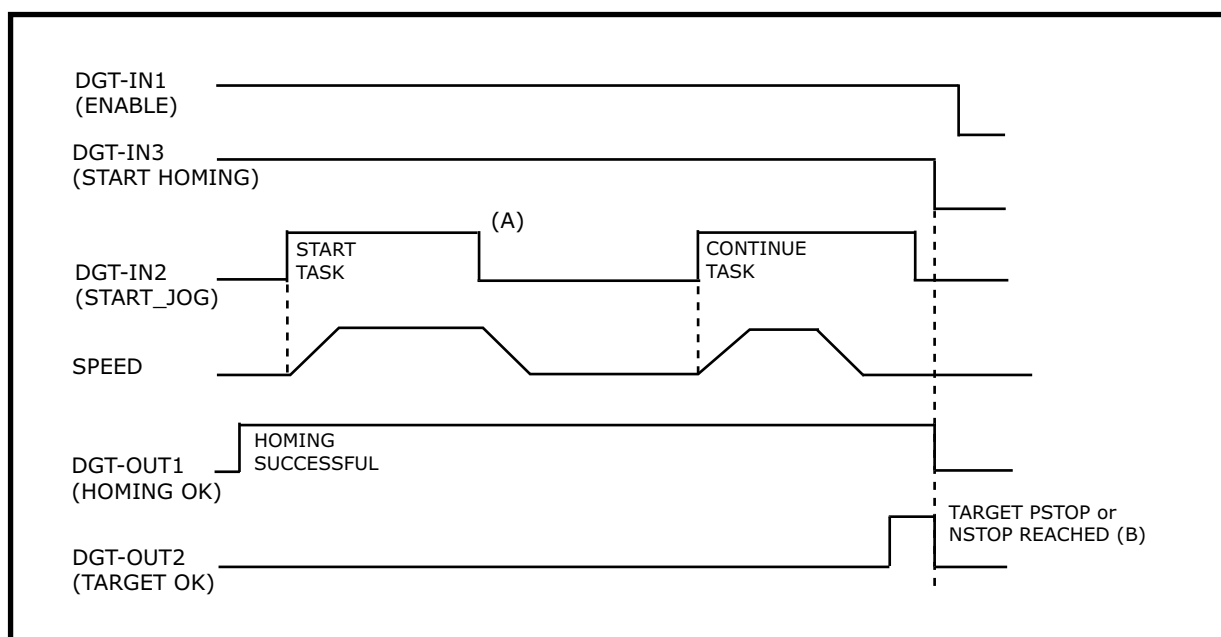 DGT-IN1
(ENABLE)
DGT-IN3
(START HOMING)
(A)
START
TASK
CONTINUE
TASK
DGT-IN2
(START_JOG)
SPEED
HOMING
SUCCESSFUL
DGT-OUT1
(HOMING OK)
TARGET PSTOP or
NSTOP REACHED (B)
DGT-OUT2
(TARGET OK)